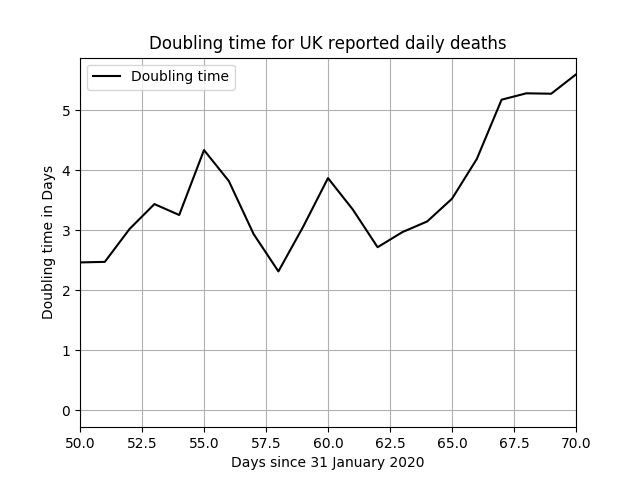 Doubling time for UK reported daily deaths
Doubling time
Doubling time in Days
5
4
3
2
1
0
50.0 52.5 55.0 57.5 60.0 62.5 65.0 67.5 70.0
Days since 31 January 2020